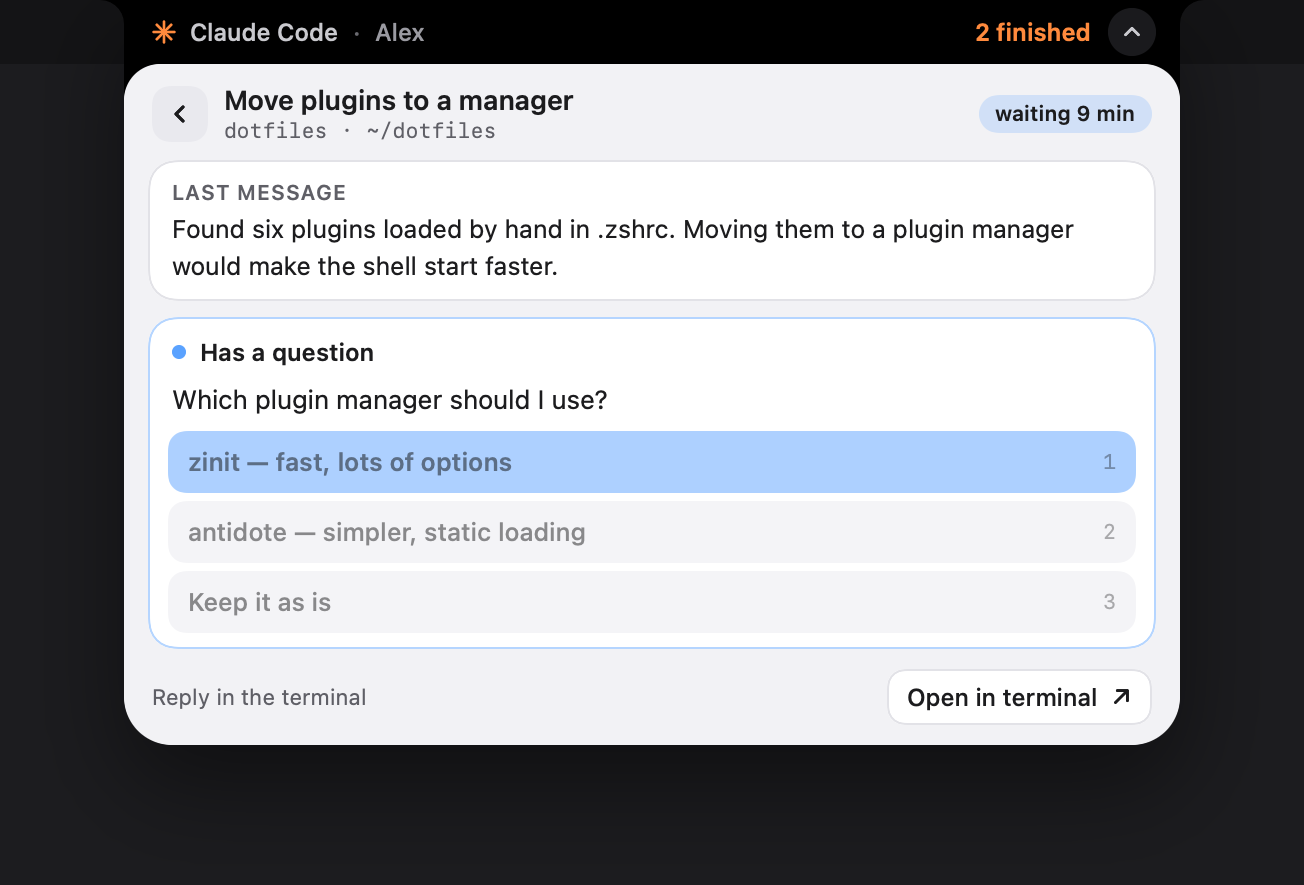 Claude Code · Alex
2 finished
Move plugins to a manager
dotfiles · ~/dotfiles
waiting 9 min
LAST MESSAGE
Found six plugins loaded by hand in .zshrc. Moving them to a plugin manager
would make the shell start faster.
Has a question
Which plugin manager should I use?
zinit — fast, lots of options 1
antidote — simpler, static loading 2
Keep it as is 3
Reply in the terminal
Open in terminal